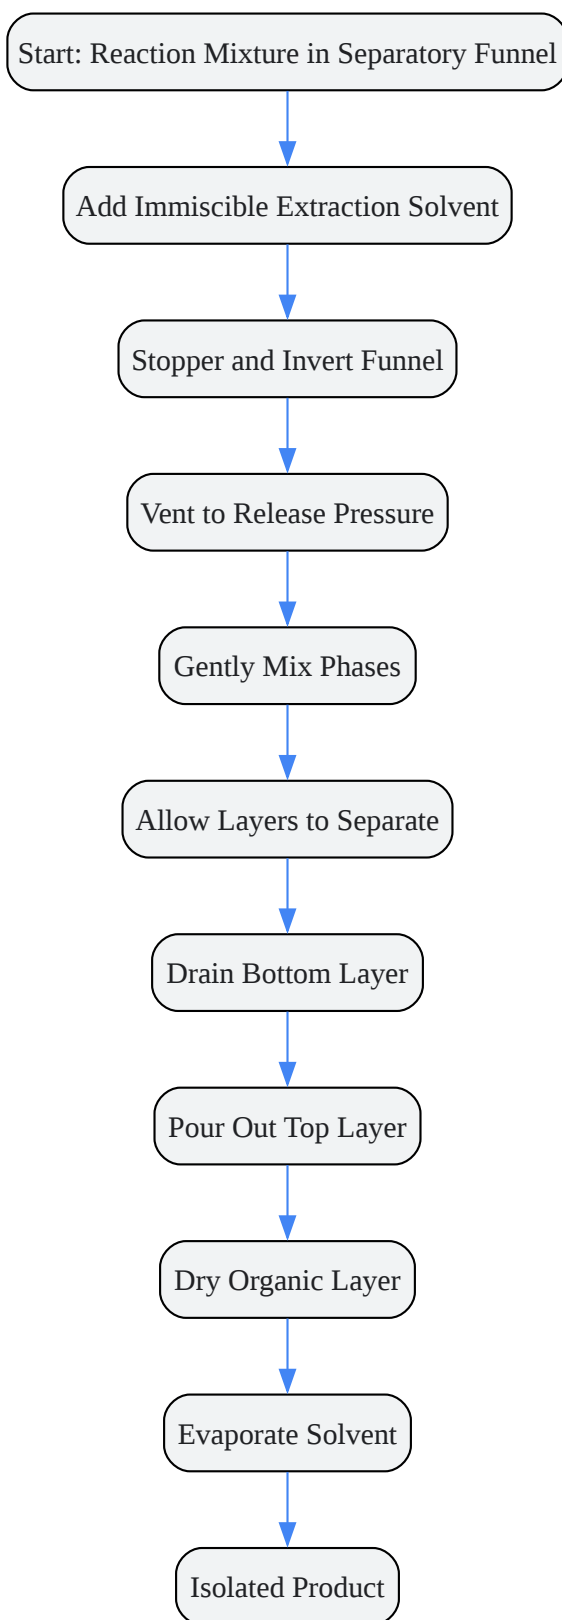 Start: Reaction Mixture in Separatory Funnel
Add Immiscible Extraction Solvent
Stopper and Invert Funnel
Vent to Release Pressure
Gently Mix Phases
Allow Layers to Separate
Drain Bottom Layer
Pour Out Top Layer
Dry Organic Layer
Evaporate Solvent
Isolated Product